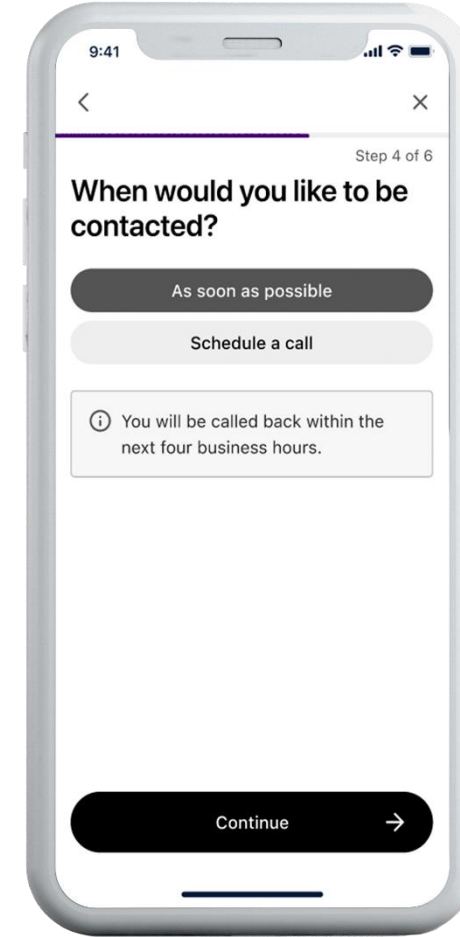 9:41
Step 4 of 6
When would you like to be
contacted?
As soon as possible
Schedule a call
You will be called back within the
next four business hours.
Continue